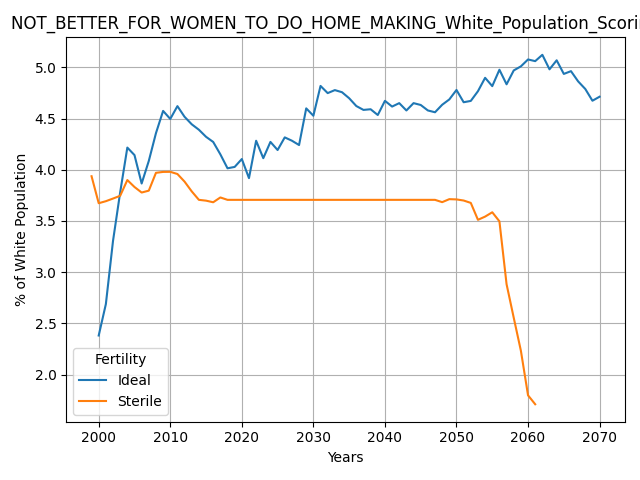 NOT_BETTER_FOR_WOMEN_TO_DO_HOME_MAKING_White_Population_Scori
5.0
4.5
4.0
3.5
3.0
2.5
2.0
% of White Population
Fertility
Ideal
Sterile
2000 2010 2020 2030 2040 2050 2060 2070
Years